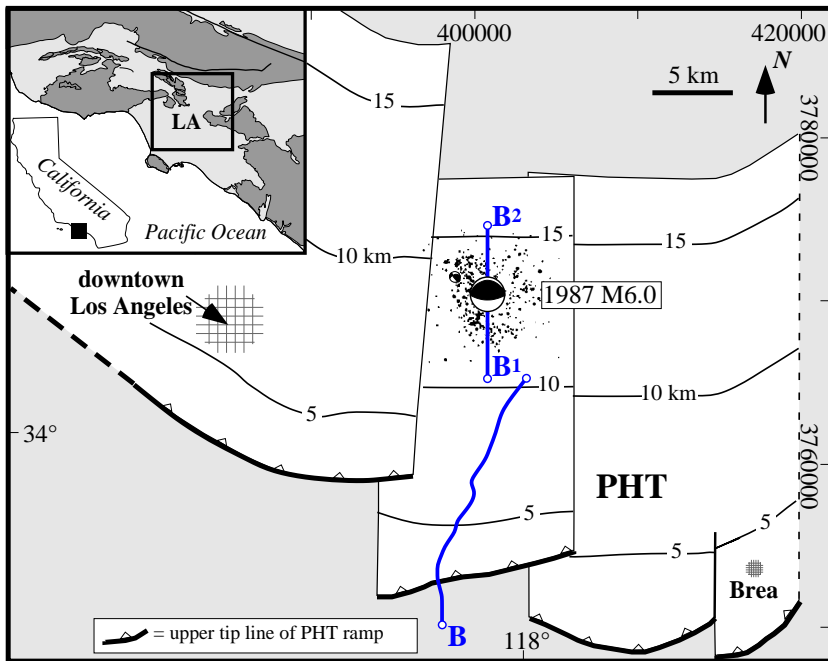 400000
420000
N
5 km
3780000
15
LA
California
Pacific Ocean
10 km
downtown
Los Angeles
B2
15
15
1987 M6.0
B1
10
10 km
5
34°
3760000
PHT
5
5
5
Brea
= upper tip line of PHT ramp
B
118°